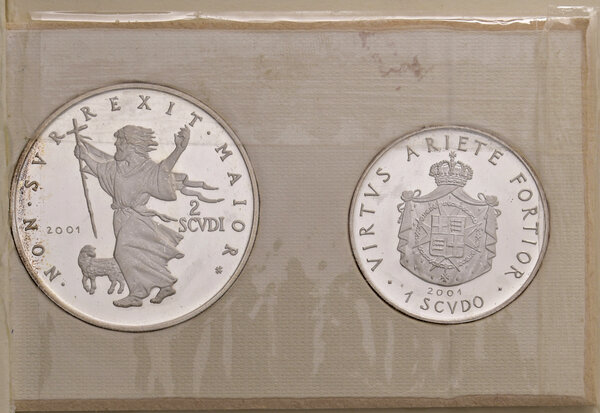 NON · SVRREXIT · MAIOR
2001
2
SCVDI
VIRTVS ARIETE FORTIOR
2001
· 1 SCVDO ·